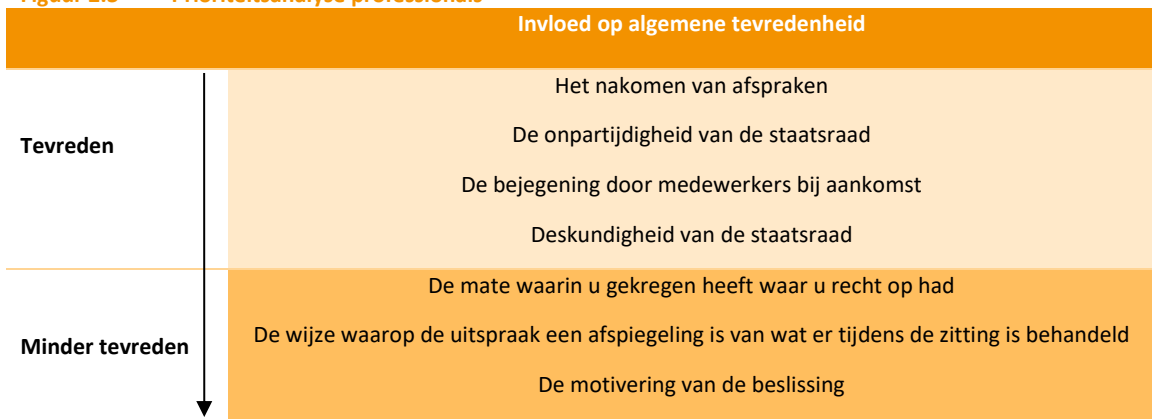 Prioriteitsanalyse professionals
Invloed op algemene tevredenheid
Het nakomen van afspraken
Tevreden
De onpartijdigheid van de staatsraad
De bejegening door medewerkers bij aankomst
Deskundigheid van de staatsraad
De mate waarin u gekregen heeft waar u recht op had
Minder tevreden
De wijze waarop de uitspraak een afspiegeling is van wat er tijdens de zitting is behandeld
De motivering van de beslissing